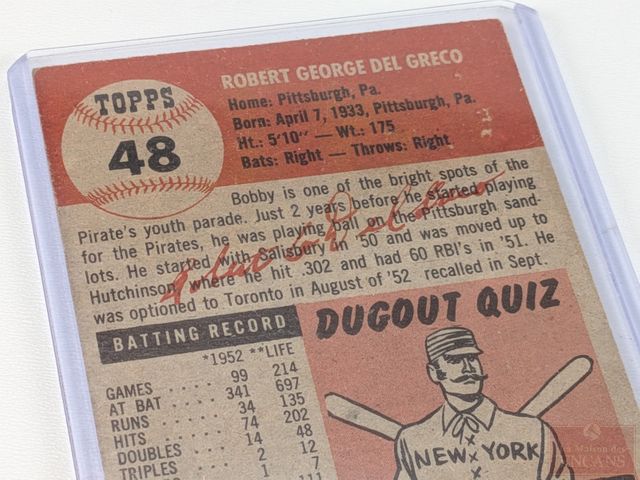 TOPPS
48
ROBERT GEORGE DEL GRECO
Home: Pittsburgh, Pa.
Born: April 7, 1933, Pittsburgh, Pa.
Ht.: 5'10" — Wt.: 175
Bats: Right — Throws: Right
Bobby is one of the bright spots of the
Pirate's youth parade. Just 2 years before he started playing
for the Pirates, he was playing ball on the Pittsburgh sand-
lots. He started with Salisbury in '50 and was moved up to
Hutchinson, where he hit .302 and had 60 RBI's in '51. He
was optioned to Toronto in August of '52 recalled in Sept.
BATTING RECORD
*1952 **LIFE
GAMES . . . . 99 214
AT BAT . . . . 341 697
RUNS . . . . 34 135
HITS . . . . 74 202
DOUBLES . . 14 48
TRIPLES . . . 2 12
1 7
DUGOUT QUIZ
NEW YORK
La Maison des
ENCANS